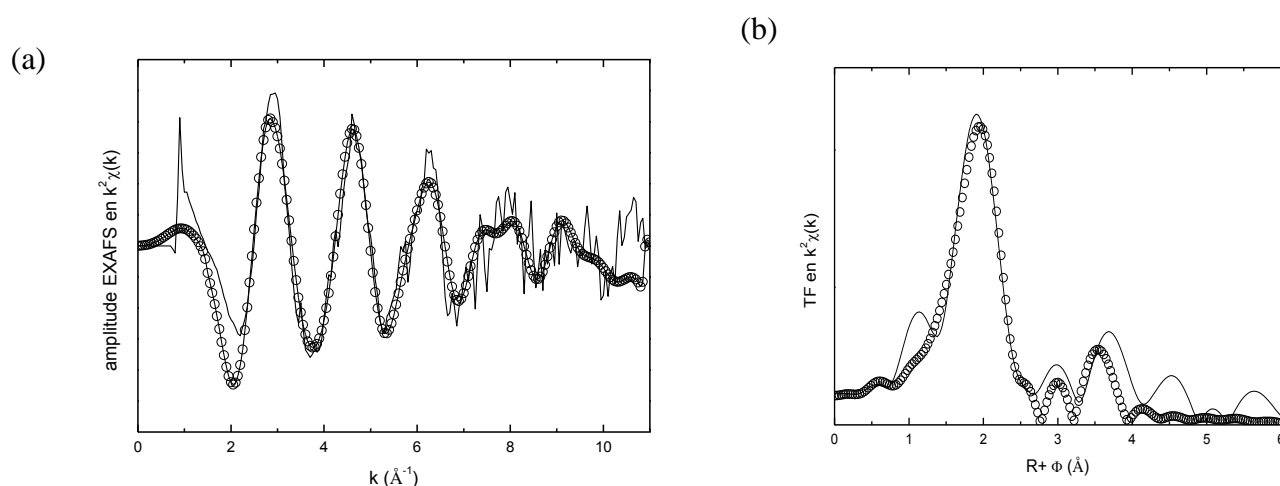 (a)
(b)
amplitude EXAFS en k²χ(k)
0 2 4 6 8 10
k (Å⁻¹)
TF en k²χ(k)
0 1 2 3 4 5 6
R+ Φ (Å)